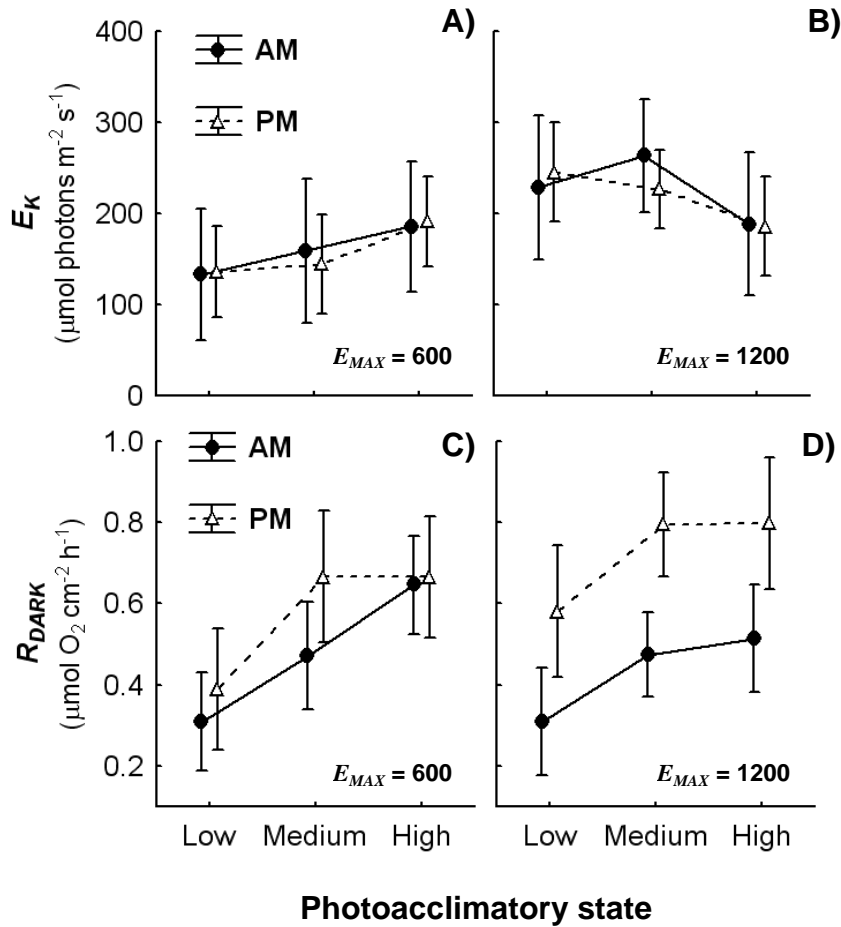 A)
B)
400
300
200
100
0
E_K
(μmol photons m⁻² s⁻¹)
AM
PM
E_MAX = 600
E_MAX = 1200
C)
D)
1.0
0.8
0.6
0.4
0.2
R_DARK
(μmol O₂ cm⁻² h⁻¹)
AM
PM
E_MAX = 600
E_MAX = 1200
Low Medium High
Low Medium High
Photoacclimatory state